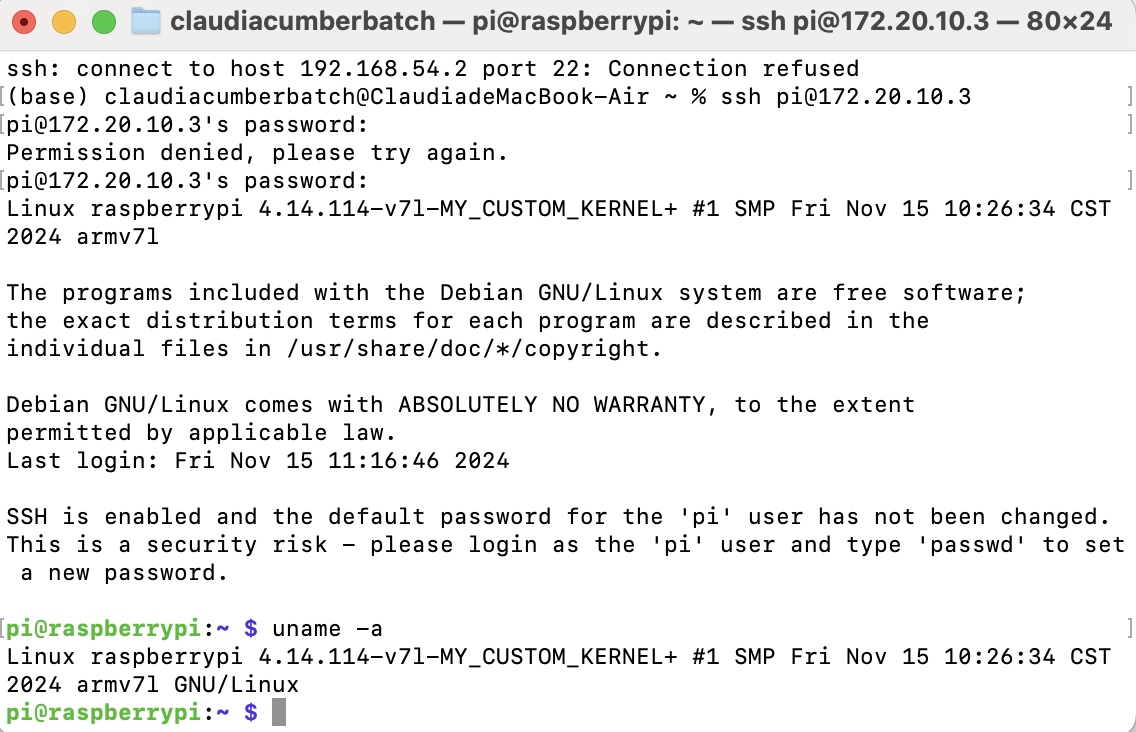 claudiacumberbatch — pi@raspberrypi: ~ — ssh pi@172.20.10.3 — 80×24
ssh: connect to host 192.168.54.2 port 22: Connection refused
[(base) claudiacumberbatch@ClaudiadeMacBook-Air ~ % ssh pi@172.20.10.3 ]
[pi@172.20.10.3's password: ]
Permission denied, please try again.
[pi@172.20.10.3's password: ]
Linux raspberrypi 4.14.114-v7l-MY_CUSTOM_KERNEL+ #1 SMP Fri Nov 15 10:26:34 CST
2024 armv7l
The programs included with the Debian GNU/Linux system are free software;
the exact distribution terms for each program are described in the
individual files in /usr/share/doc/*/copyright.
Debian GNU/Linux comes with ABSOLUTELY NO WARRANTY, to the extent
permitted by applicable law.
Last login: Fri Nov 15 11:16:46 2024
SSH is enabled and the default password for the 'pi' user has not been changed.
This is a security risk - please login as the 'pi' user and type 'passwd' to set
 a new password.
[pi@raspberrypi:~ $ uname -a ]
Linux raspberrypi 4.14.114-v7l-MY_CUSTOM_KERNEL+ #1 SMP Fri Nov 15 10:26:34 CST
2024 armv7l GNU/Linux
pi@raspberrypi:~ $